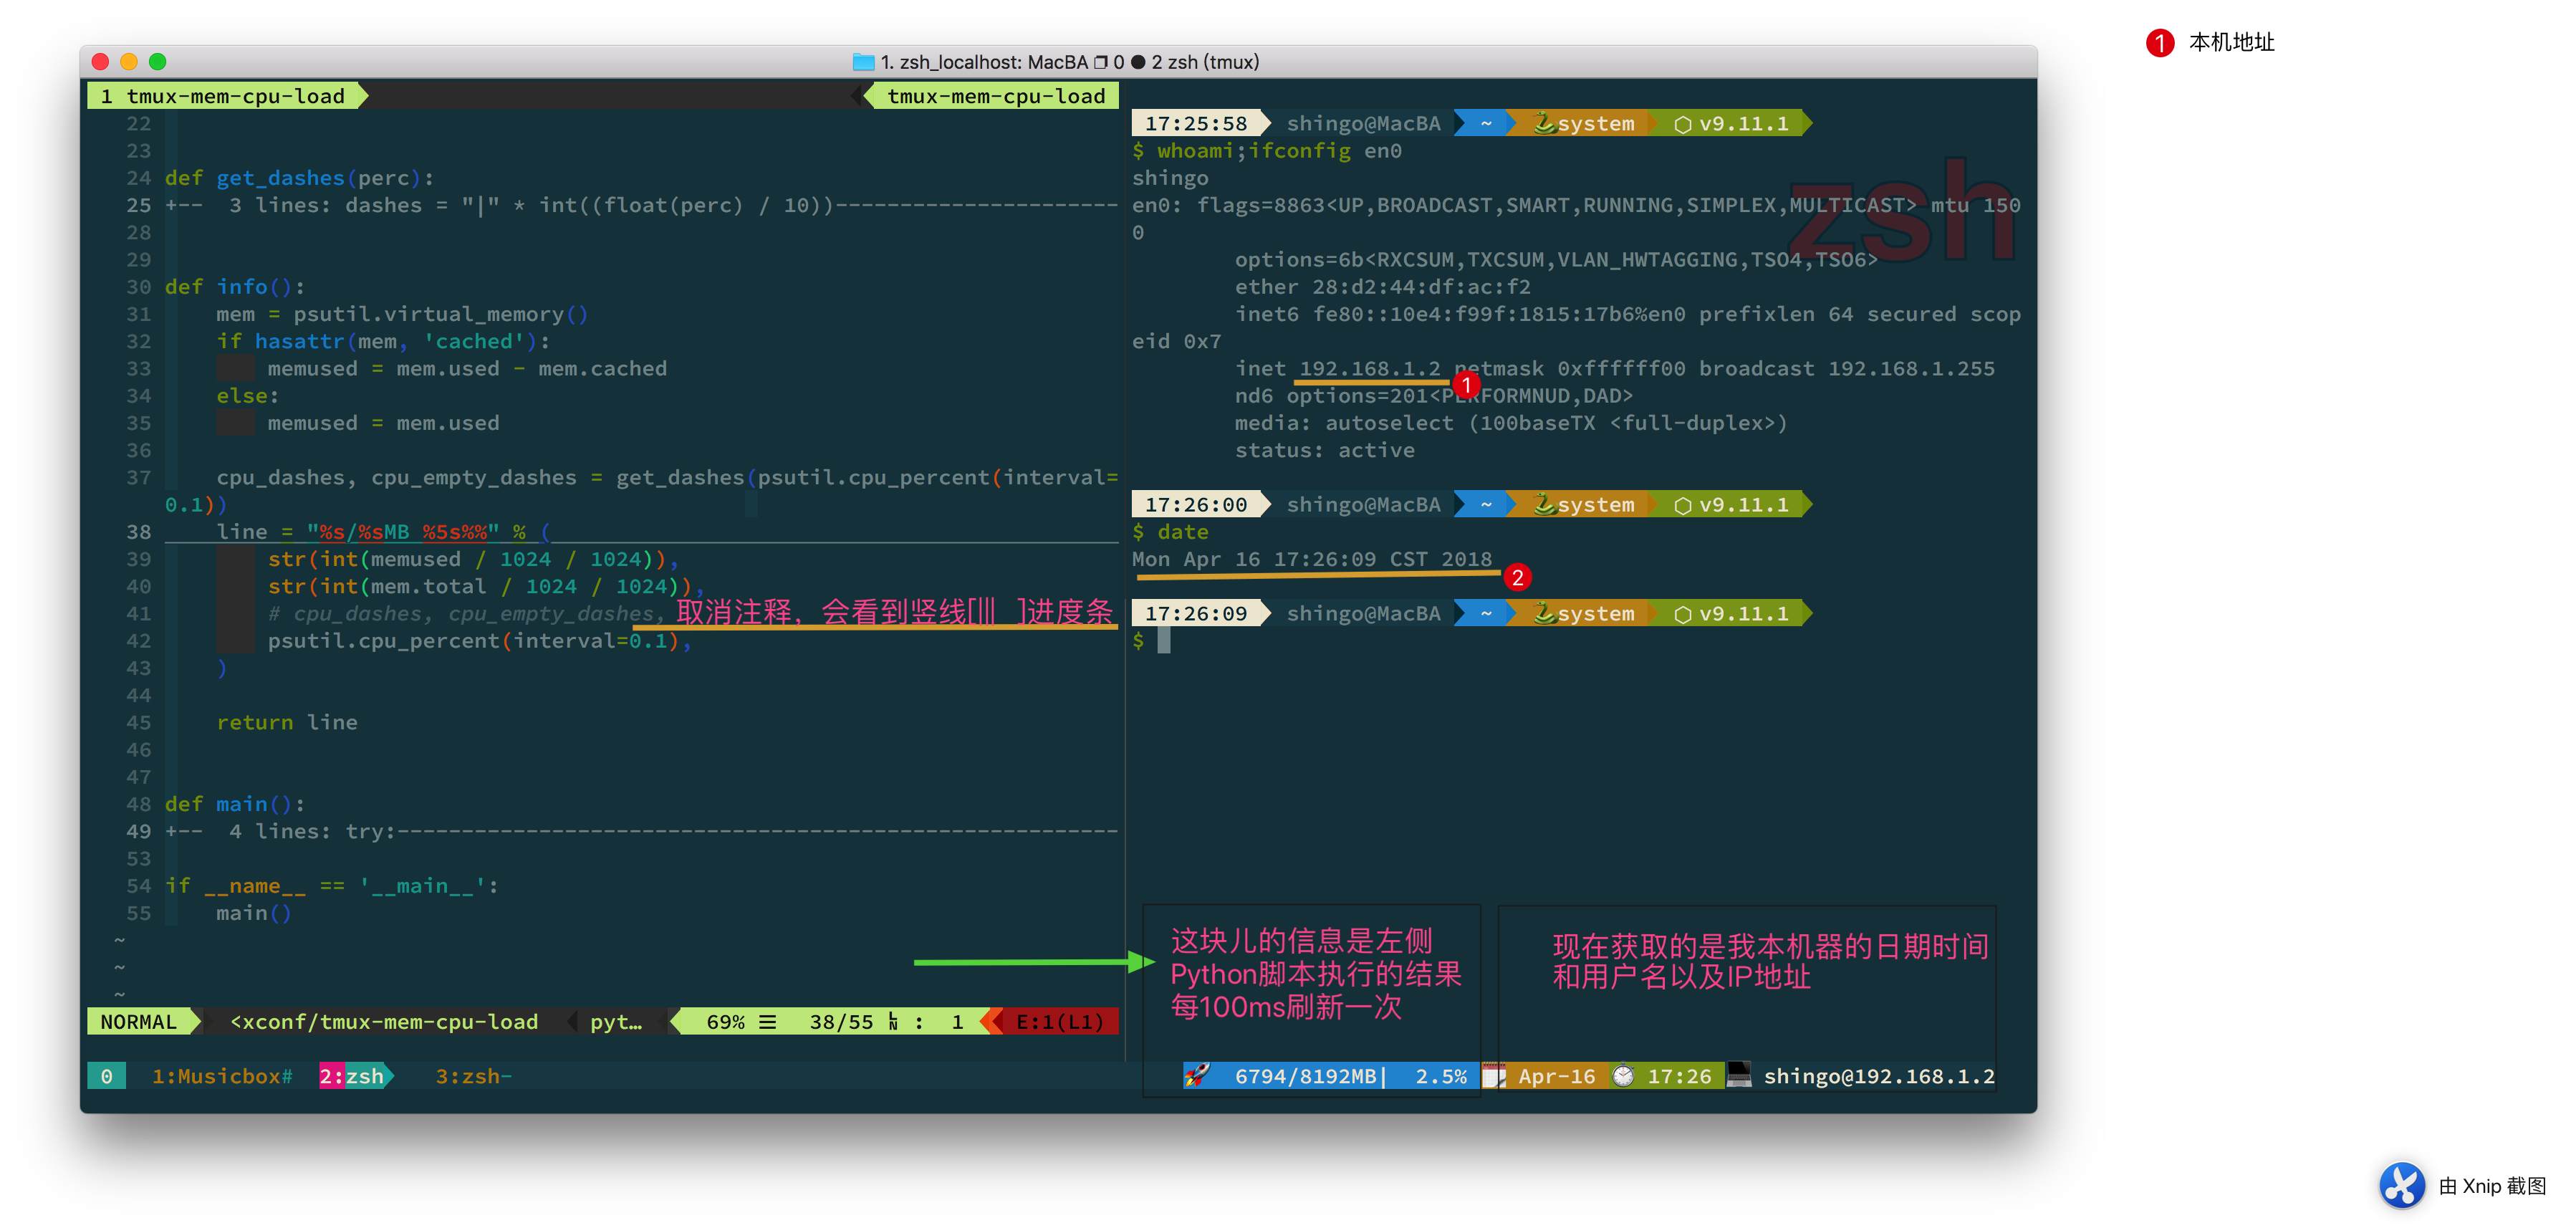 1. zsh_localhost: MacBA ❐ 0 ● 2 zsh (tmux)
1 tmux-mem-cpu-load
tmux-mem-cpu-load
22
23
24 def get_dashes(perc):
25 +--  3 lines: dashes = "|" * int((float(perc) / 10))----------------------
28
29
30 def info():
31     mem = psutil.virtual_memory()
32     if hasattr(mem, 'cached'):
33         memused = mem.used - mem.cached
34     else:
35         memused = mem.used
36
37     cpu_dashes, cpu_empty_dashes = get_dashes(psutil.cpu_percent(interval=
0.1))
38     line = "%s/%sMB %5s%%" % (
39         str(int(memused / 1024 / 1024)),
40         str(int(mem.total / 1024 / 1024)),
41         # cpu_dashes, cpu_empty_dashes, 取消注释，会看到竖线[||| ]进度条
42         psutil.cpu_percent(interval=0.1),
43     )
44
45     return line
46
47
48 def main():
49 +--  4 lines: try:--------------------------------------------------------
53
54 if __name__ == '__main__':
55     main()
~
~
~
NORMAL <xconf/tmux-mem-cpu-load pyt… 69% ☰ 38/55 ㏑ : 1 E:1(L1)
17:25:58 shingo@MacBA ~ 🐍system ⬡ v9.11.1
$ whoami;ifconfig en0
shingo
zsh
en0: flags=8863<UP,BROADCAST,SMART,RUNNING,SIMPLEX,MULTICAST> mtu 150
0
options=6b<RXCSUM,TXCSUM,VLAN_HWTAGGING,TSO4,TSO6>
ether 28:d2:44:df:ac:f2
inet6 fe80::10e4:f99f:1815:17b6%en0 prefixlen 64 secured scop
eid 0x7
inet 192.168.1.2 netmask 0xffffff00 broadcast 192.168.1.255
1
nd6 options=201<PERFORMNUD,DAD>
media: autoselect (100baseTX <full-duplex>)
status: active
17:26:00 shingo@MacBA ~ 🐍system ⬡ v9.11.1
$ date
Mon Apr 16 17:26:09 CST 2018
2
17:26:09 shingo@MacBA ~ 🐍system ⬡ v9.11.1
$
这块儿的信息是左侧
Python脚本执行的结果
每100ms刷新一次
现在获取的是我本机器的日期时间
和用户名以及IP地址
0 1:Musicbox# 2:zsh 3:zsh-
🚀 6794/8192MB| 2.5% Apr-16 17:26 shingo@192.168.1.2
1 本机地址
由 Xnip 截图